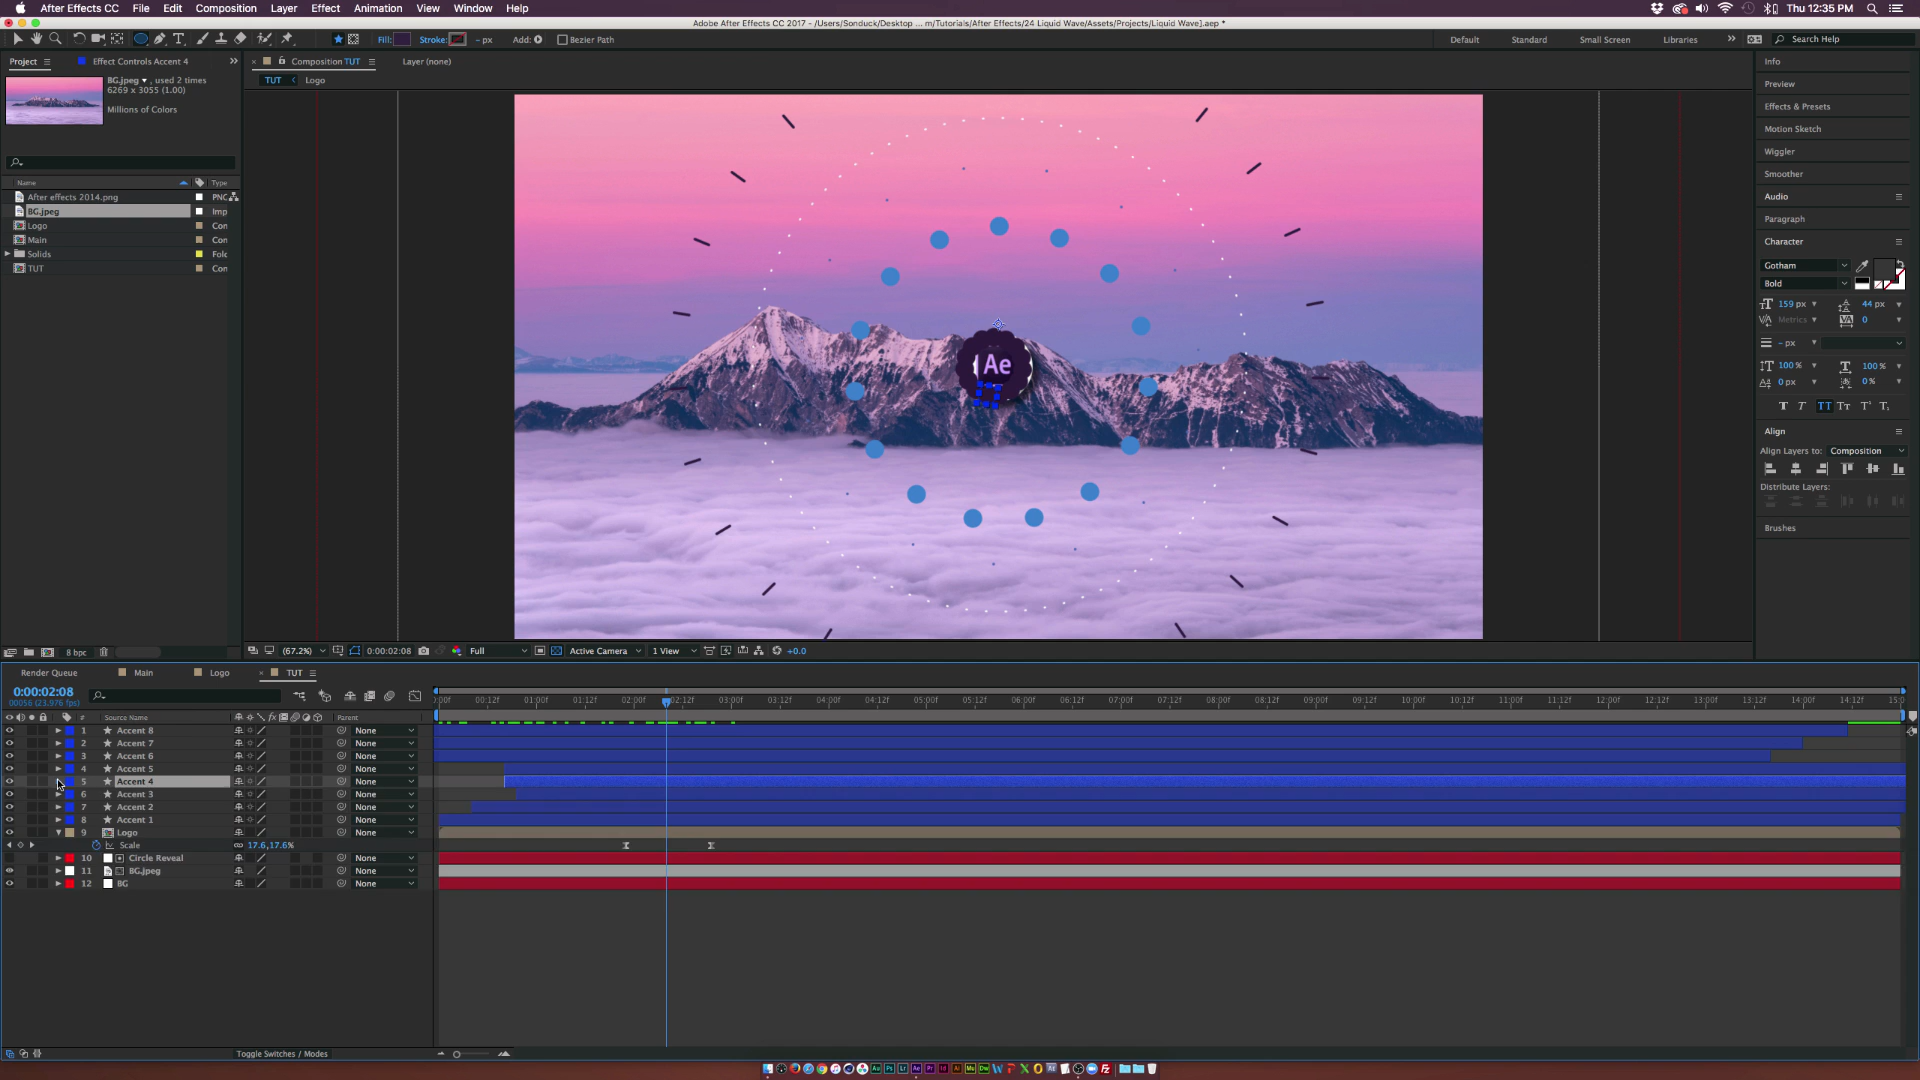 After Effects CC File Edit Composition Layer Effect Animation View Window Help Thu 12:35 PM
Adobe After Effects CC 2017 - /Users/Sonduck/Desktop ... m/Tutorials/After Effects/24 Liquid Wave/Assets/Projects/Liquid Wave].aep *
Fill: Stroke: - px Add: Bezier Path Default Standard Small Screen Libraries Search Help
Project Effect Controls Accent 4 Composition TUT Layer (none) Info
BG.jpeg , used 2 times
6269 x 3055 (1.00)
Millions of Colors
TUT Logo
Preview
Effects & Presets
Motion Sketch
Wiggler
Smoother
Audio
Paragraph
Character
Gotham
Bold
159 px 44 px
Metrics 0
- px
100 % 100 %
0 px 0 %
Align
Align Layers to: Composition
Distribute Layers:
Brushes
Name Type
After effects 2014.png PNG
BG.jpeg Imp
Logo Con
Main Con
Solids Folc
TUT Con
Ae
8 bpc (67.2%) 0:00:02:08 Full Active Camera 1 View +0.0
Render Queue Main Logo TUT
0:00:02:08
00056 (23.976 fps)
:00f 00:12f 01:00f 01:12f 02:00f 02:12f 03:00f 03:12f 04:00f 04:12f 05:00f 05:12f 06:00f 06:12f 07:00f 07:12f 08:00f 08:12f 09:00f 09:12f 10:00f 10:12f 11:00f 11:12f 12:00f 12:12f 13:00f 13:12f 14:00f 14:12f 15:0
# Source Name Parent
1 Accent 8 None
2 Accent 7 None
3 Accent 6 None
4 Accent 5 None
5 Accent 4 None
6 Accent 3 None
7 Accent 2 None
8 Accent 1 None
9 Logo None
Scale 17.6,17.6%
10 Circle Reveal None
11 BG.jpeg None
12 BG None
Toggle Switches / Modes